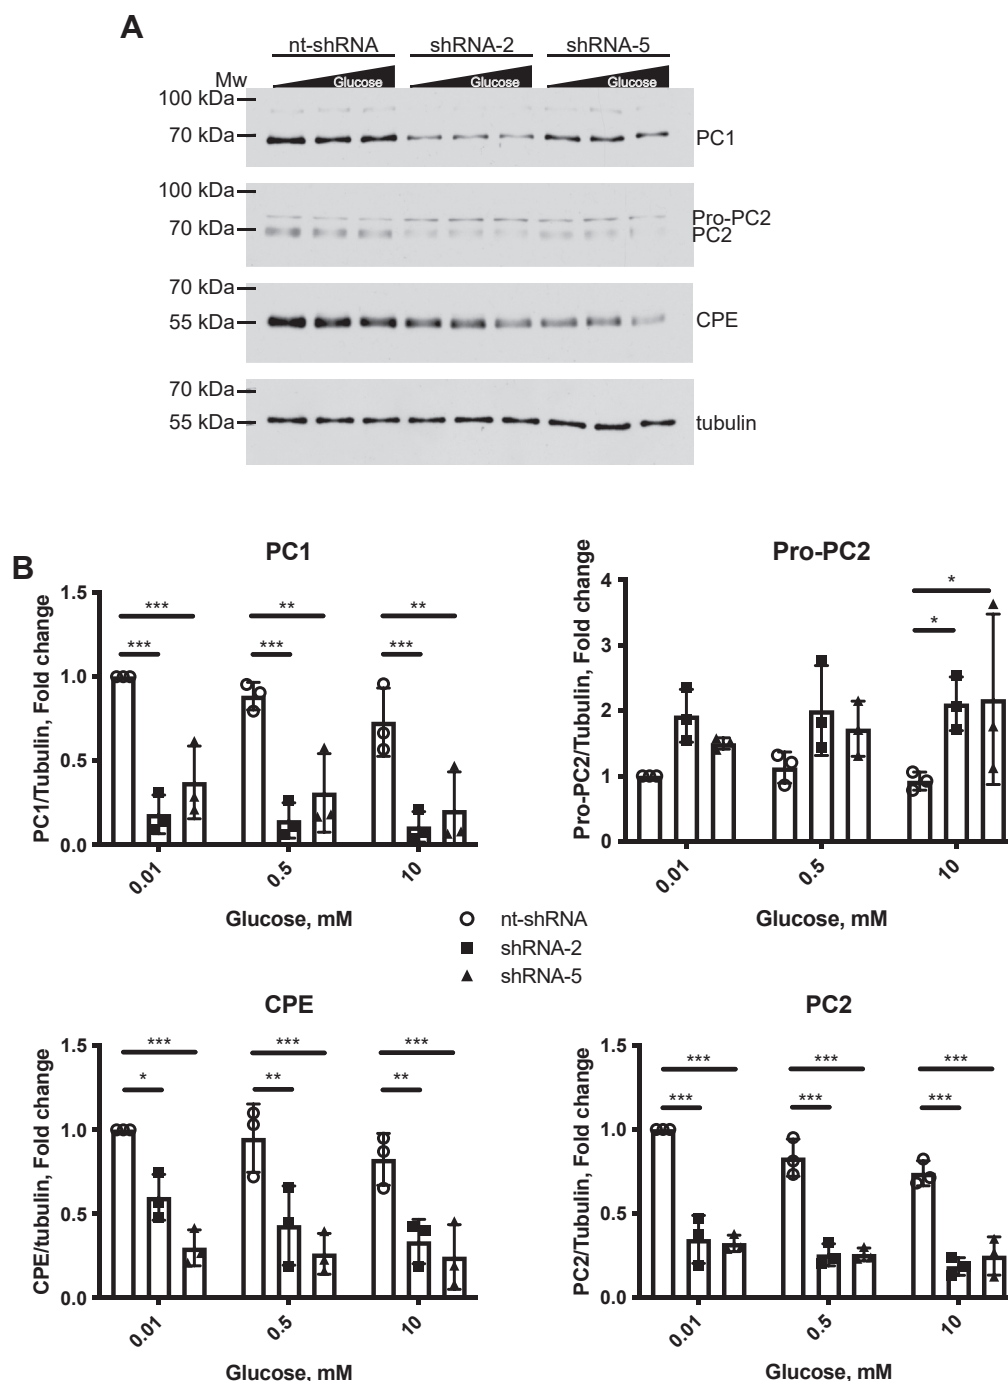 A
nt-shRNA shRNA-2 shRNA-5
Mw Glucose Glucose Glucose
100 kDa
70 kDa PC1
100 kDa
Pro-PC2
70 kDa PC2
70 kDa
55 kDa CPE
70 kDa
55 kDa tubulin
B
PC1
PC1/Tubulin, Fold change
1.5
1.0
0.5
0.0
*** ** **
*** *** ***
0.01 0.5 10
Glucose, mM
Pro-PC2
Pro-PC2/Tubulin, Fold change
4
3
2
1
0
*
*
0.01 0.5 10
Glucose, mM
nt-shRNA
shRNA-2
shRNA-5
CPE
CPE/tubulin, Fold change
1.5
1.0
0.5
0.0
*** *** ***
* ** **
0.01 0.5 10
Glucose, mM
PC2
PC2/Tubulin, Fold change
1.5
1.0
0.5
0.0
*** *** ***
*** *** ***
0.01 0.5 10
Glucose, mM